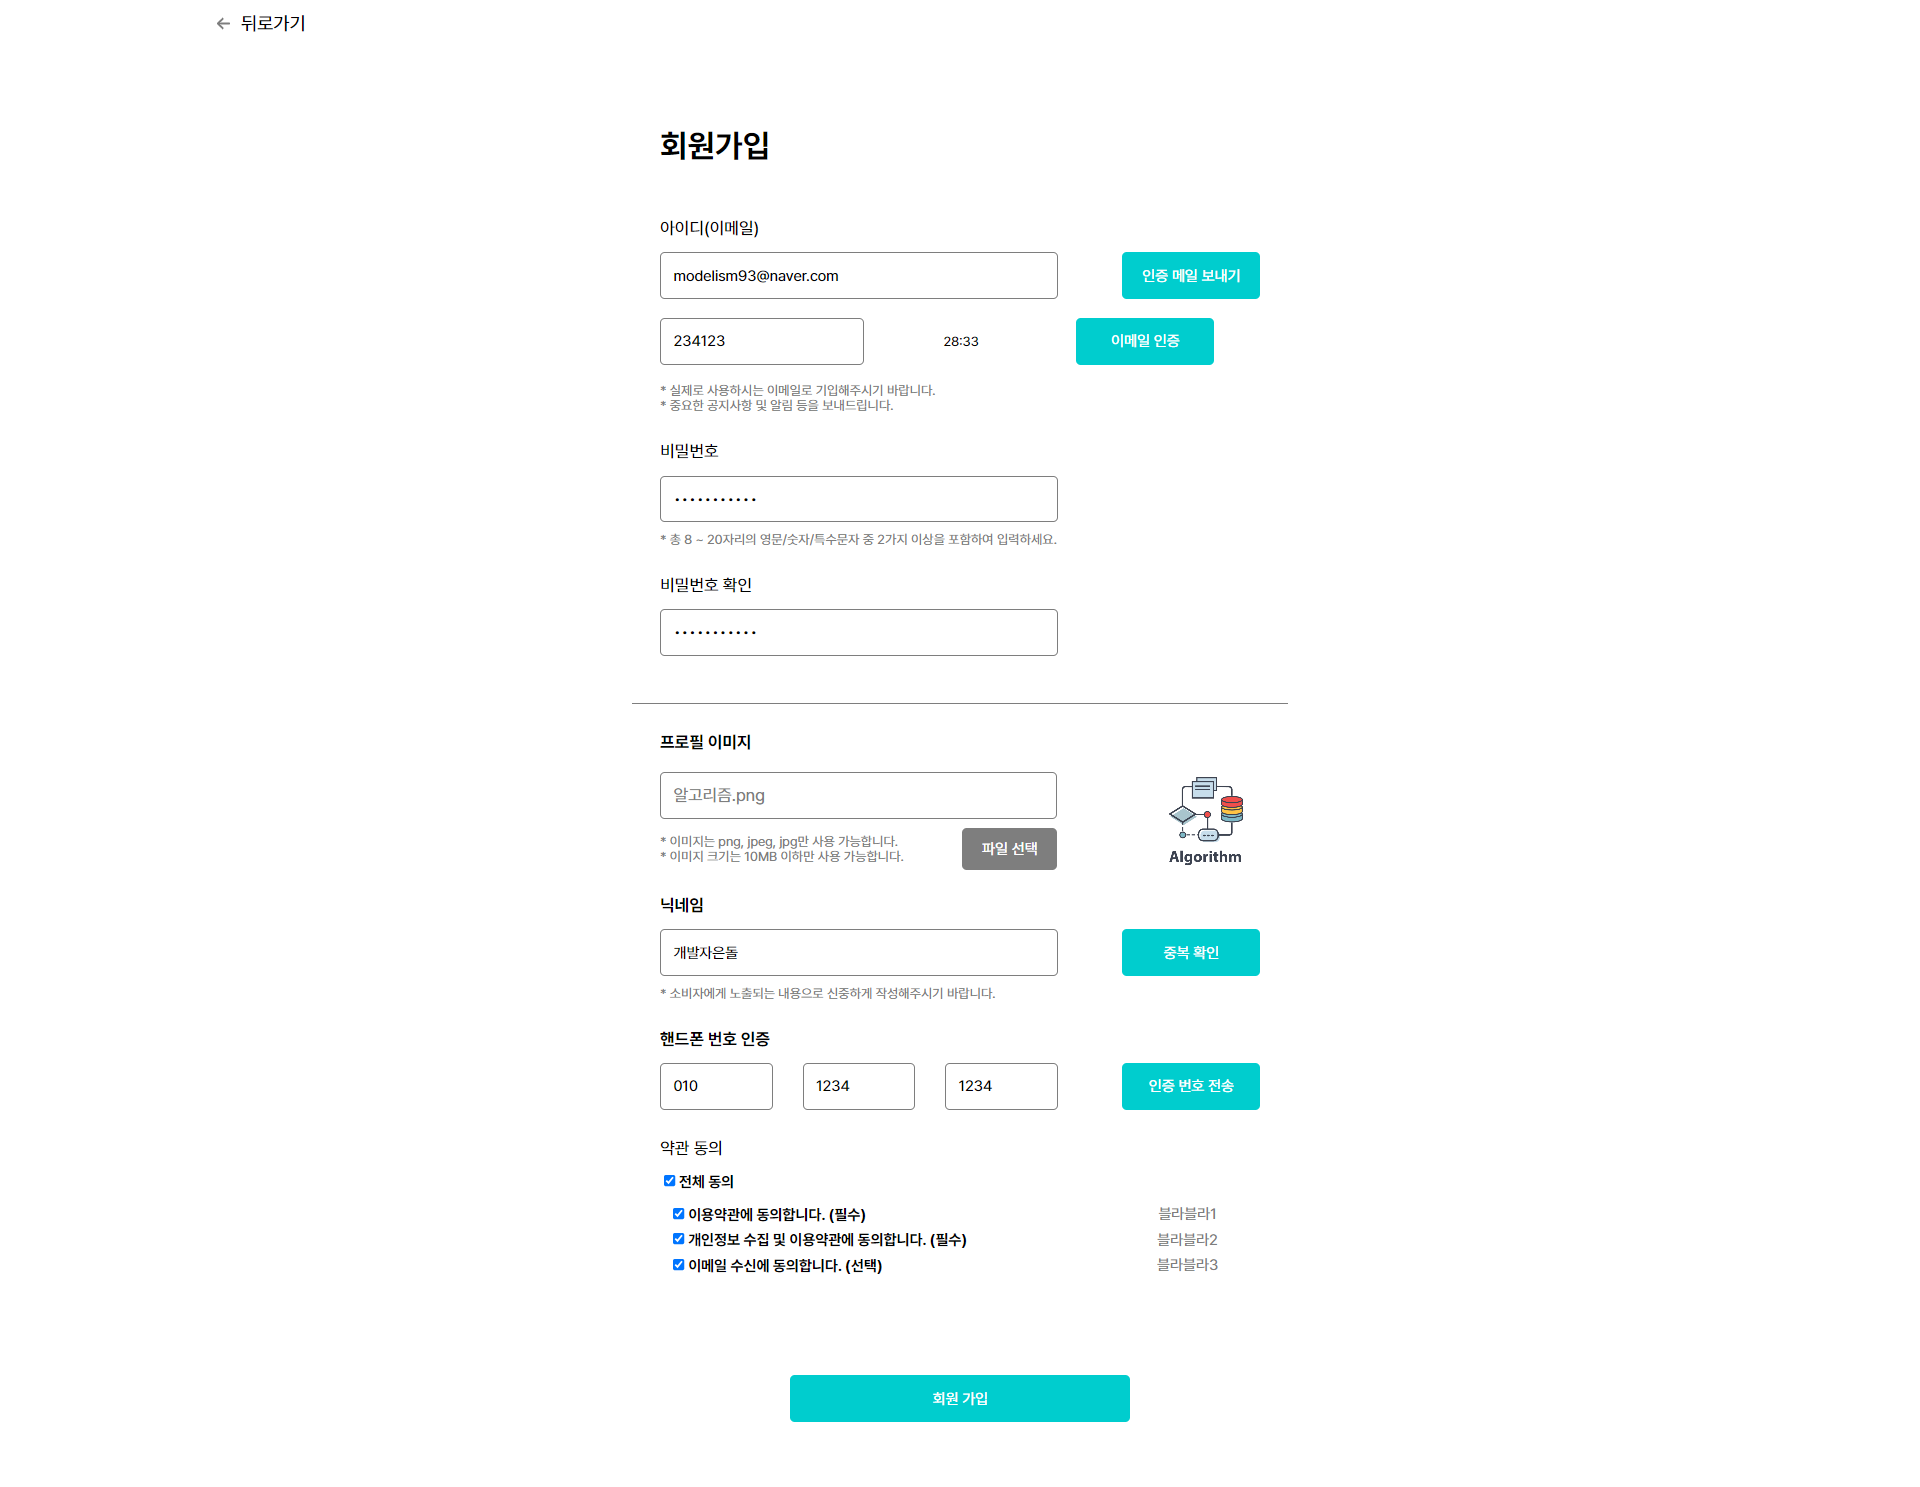 뒤로가기
회원가입
아이디(이메일)
modelism93@naver.com
인증 메일 보내기
234123
28:33
이메일 인증
* 실제로 사용하시는 이메일로 기입해주시기 바랍니다.
* 중요한 공지사항 및 알림 등을 보내드립니다.
비밀번호
•••••••••••
* 총 8 ~ 20자리의 영문/숫자/특수문자 중 2가지 이상을 포함하여 입력하세요.
비밀번호 확인
•••••••••••
프로필 이미지
알고리즘.png
* 이미지는 png, jpeg, jpg만 사용 가능합니다.
* 이미지 크기는 10MB 이하만 사용 가능합니다.
파일 선택
Algorithm
닉네임
개발자은돌
중복 확인
* 소비자에게 노출되는 내용으로 신중하게 작성해주시기 바랍니다.
핸드폰 번호 인증
010
1234
1234
인증 번호 전송
약관 동의
전체 동의
이용약관에 동의합니다. (필수)
블라블라1
개인정보 수집 및 이용약관에 동의합니다. (필수)
블라블라2
이메일 수신에 동의합니다. (선택)
블라블라3
회원 가입